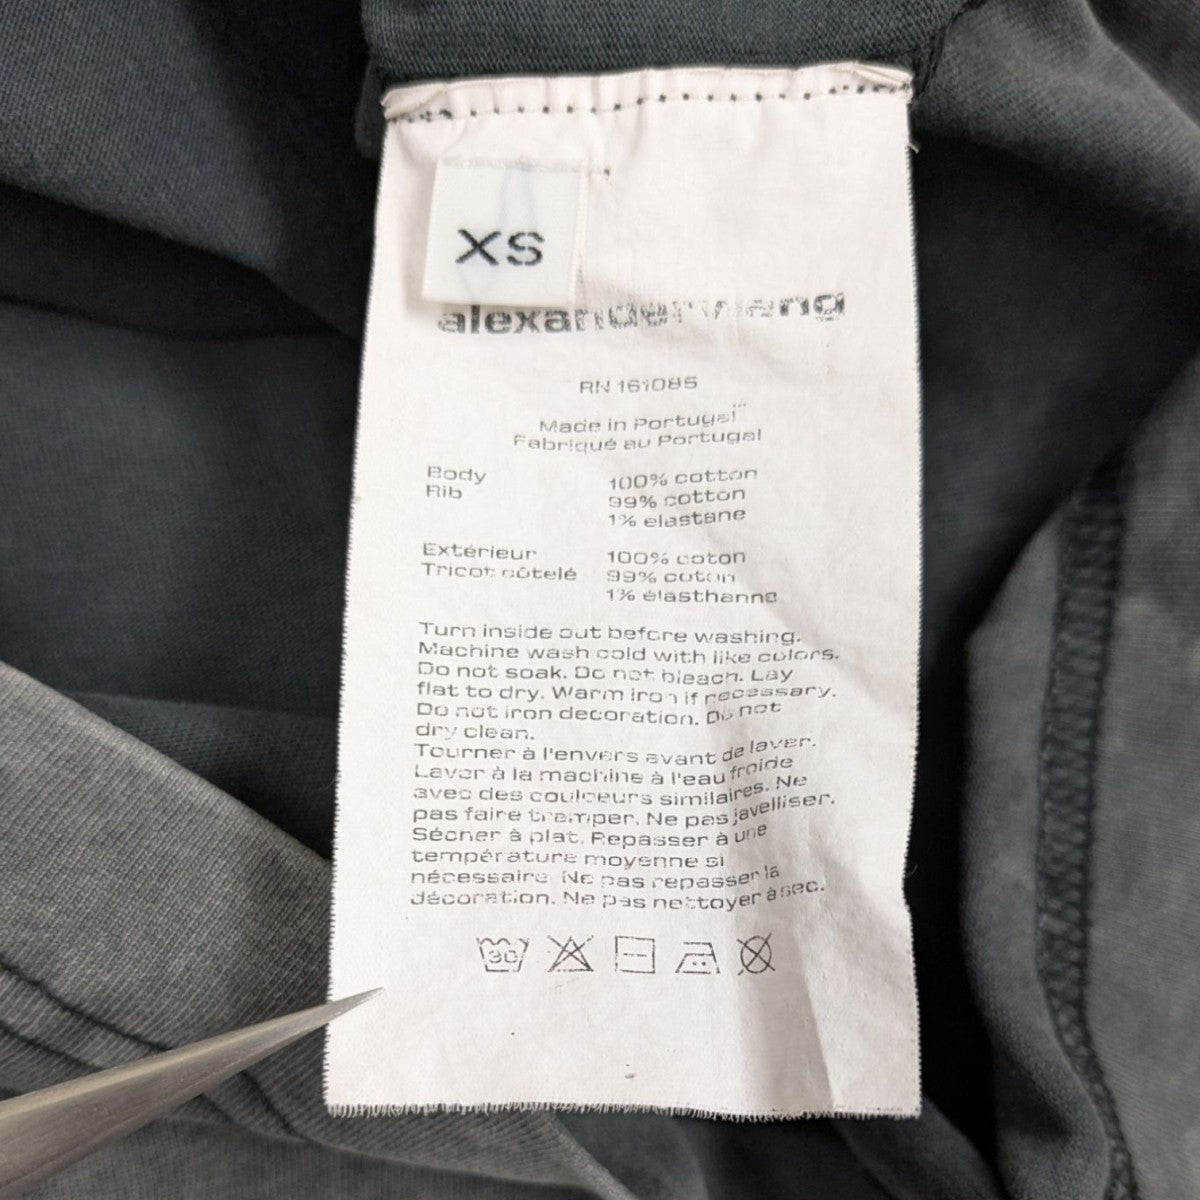 XS
alexanderwang
RN 161085
Made in Portugal
Fabriqué au Portugal
Body 100% cotton
Rib 99% cotton
1% elastane
Extérieur 100% coton
Tricot côtelé 99% coton
1% élasthanne
Turn inside out before washing.
Machine wash cold with like colors.
Do not soak. Do not bleach. Lay
flat to dry. Warm iron if necessary.
Do not iron decoration. Do not
dry clean.
Tourner à l'envers avant de laver.
Laver à la machine à l'eau froide
avec des couleurs similaires. Ne
pas faire tremper. Ne pas javelliser.
Sécher à plat. Repasser à une
température moyenne si
nécessaire. Ne pas repasser la
décoration. Ne pas nettoyer à sec.
30